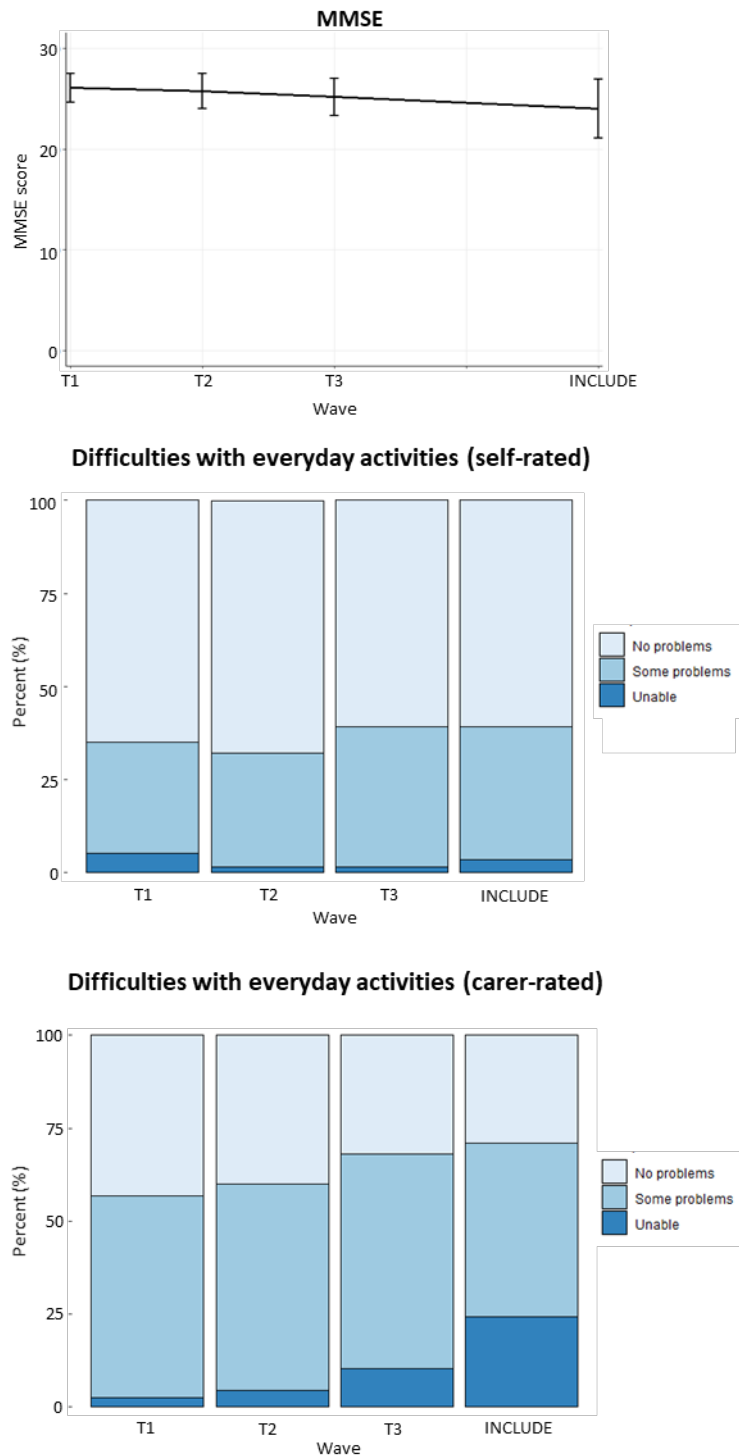 MMSE
30
20
10
0
MMSE score
T1 T2 T3 INCLUDE
Wave
Difficulties with everyday activities (self-rated)
100
75
50
25
0
Percent (%)
No problems
Some problems
Unable
T1 T2 T3 INCLUDE
Wave
Difficulties with everyday activities (carer-rated)
100
75
50
25
0
Percent (%)
No problems
Some problems
Unable
T1 T2 T3 INCLUDE
Wave